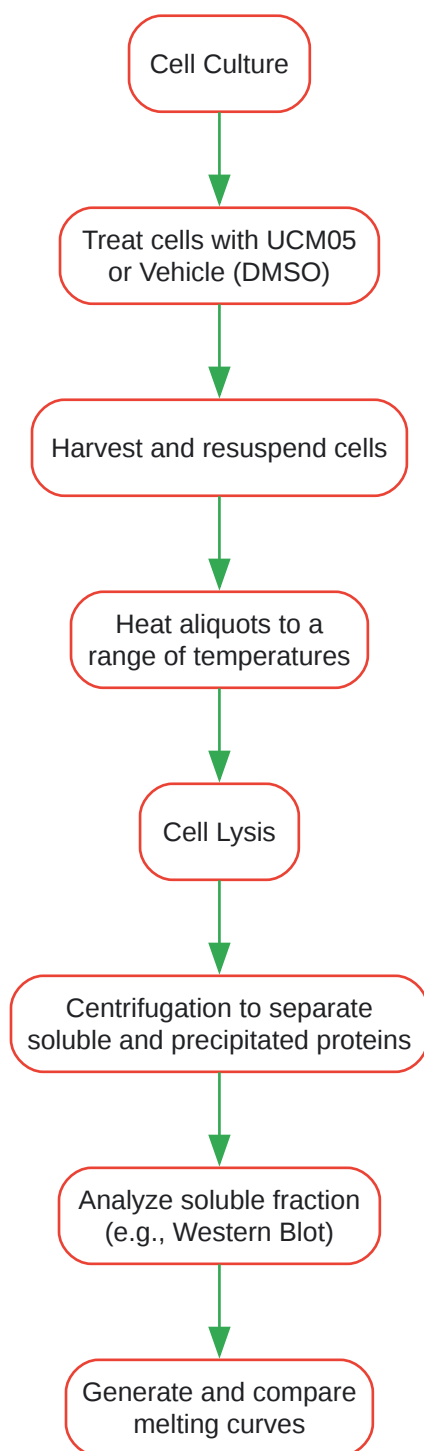 Cell Culture
Treat cells with UCM05
or Vehicle (DMSO)
Harvest and resuspend cells
Heat aliquots to a
range of temperatures
Cell Lysis
Centrifugation to separate
soluble and precipitated proteins
Analyze soluble fraction
(e.g., Western Blot)
Generate and compare
melting curves